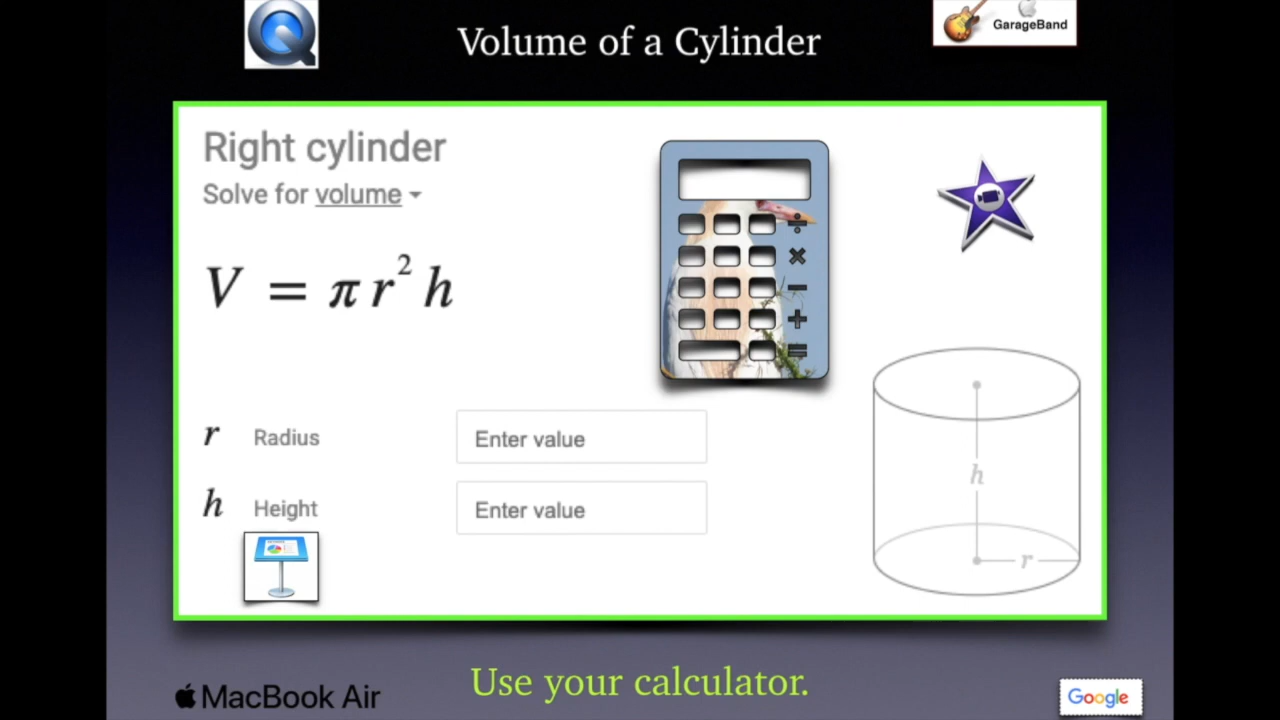 Volume of a Cylinder
GarageBand
Right cylinder
Solve for volume
V = π r² h
÷
×
−
+
=
r Radius Enter value
h Height Enter value
h
r
MacBook Air
Use your calculator.
Google